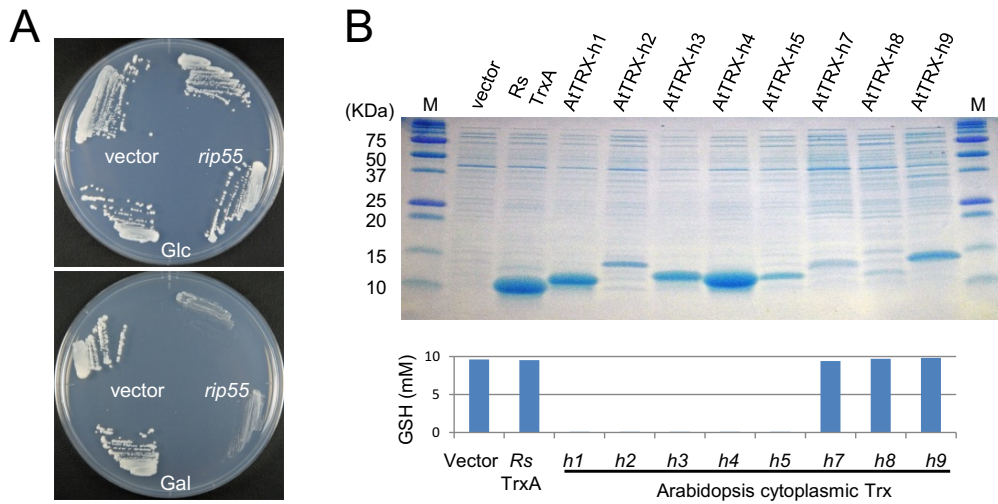 A
vector
rip55
Glc
vector
rip55
Gal
B
(KDa)
M
vector
Rs
TrxA
AtTRX-h1
AtTRX-h2
AtTRX-h3
AtTRX-h4
AtTRX-h5
AtTRX-h7
AtTRX-h8
AtTRX-h9
M
75
50
37
25
20
15
10
GSH (mM)
10
5
0
Vector
Rs
TrxA
h1 h2 h3 h4 h5 h7 h8 h9
Arabidopsis cytoplasmic Trx